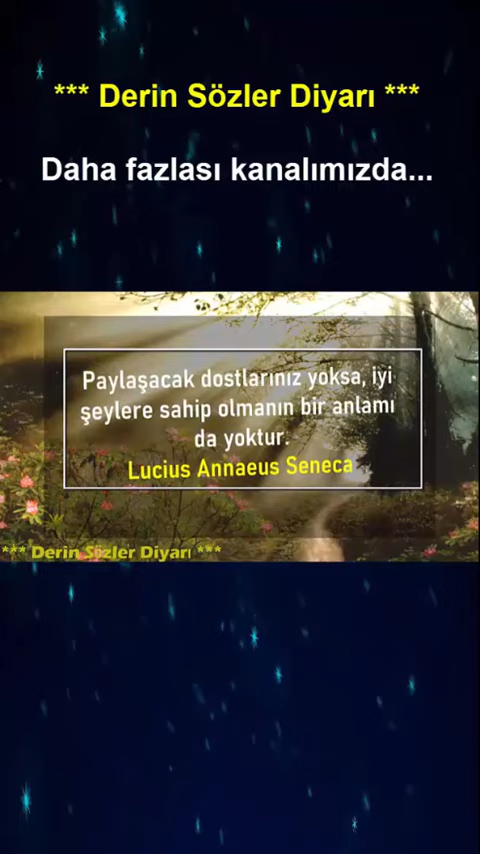 *** Derin Sözler Diyarı ***
Daha fazlası kanalımızda...
Paylaşacak dostlarınız yoksa, iyi
şeylere sahip olmanın bir anlamı
da yoktur.
Lucius Annaeus Seneca
*** Derin Sözler Diyarı ***